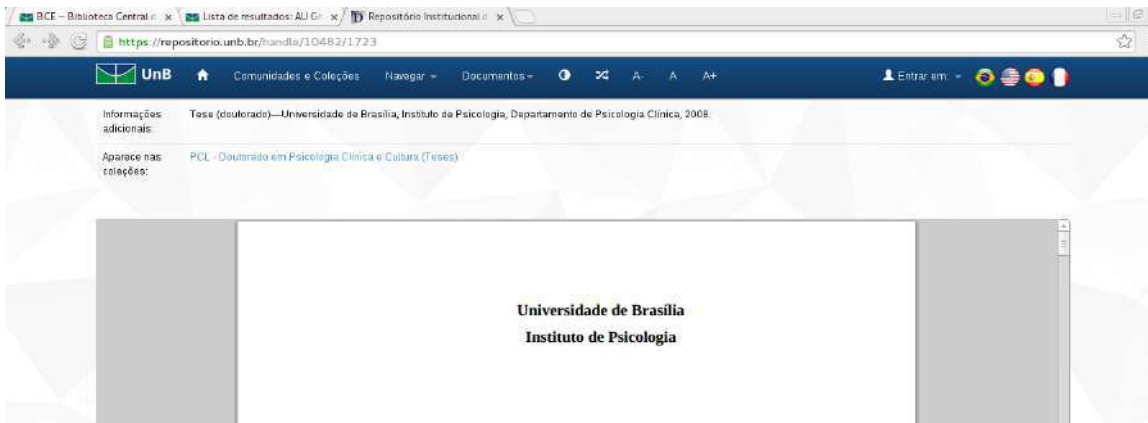 BCE – Biblioteca Central d
Lista de resultados: AU G
Repositório Institucional d
https://repositorio.unb.br/handle/10482/1723
UnB Comunidades e Coleções Navegar Documentos A- A A+ Entrar em:
Informações adicionais: Tese (doutorado)—Universidade de Brasília, Instituto de Psicologia, Departamento de Psicologia Clínica, 2008.
Aparece nas coleções: PCL - Doutorado em Psicologia Clínica e Cultura (Teses)
Universidade de Brasília
Instituto de Psicologia